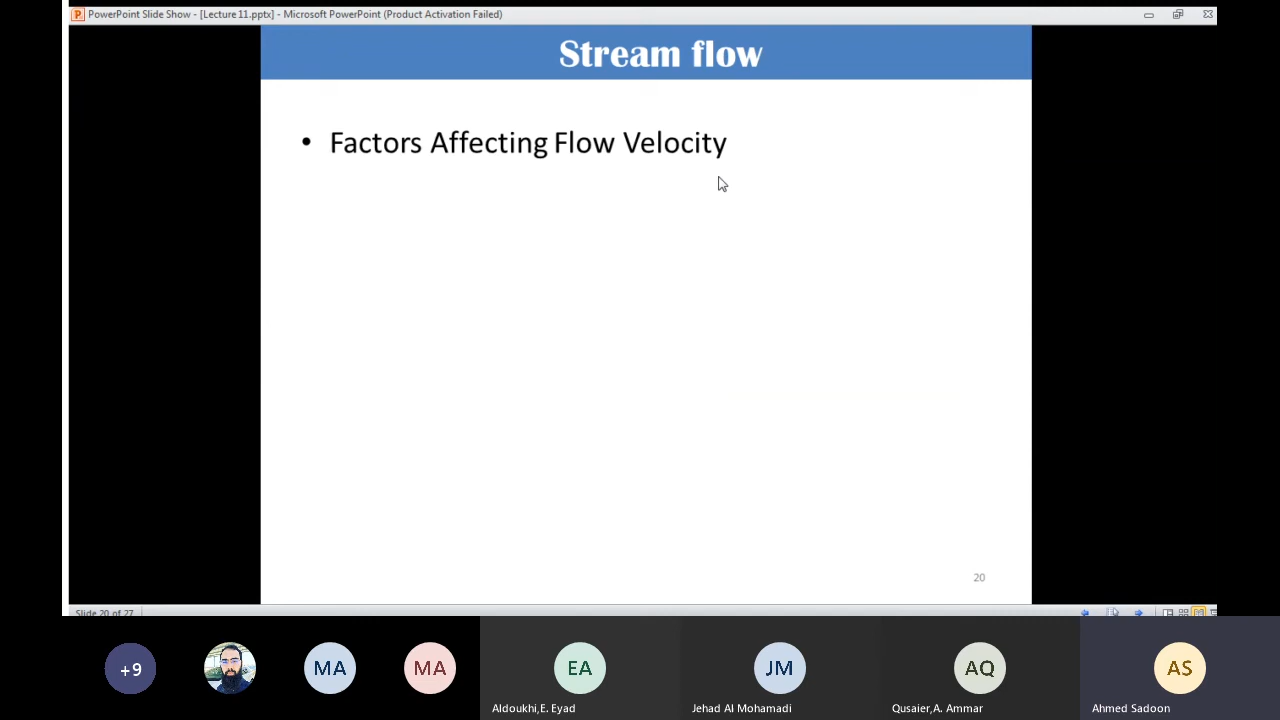 PowerPoint Slide Show - [Lecture 11.pptx] - Microsoft PowerPoint (Product Activation Failed)
Stream flow
• Factors Affecting Flow Velocity
20
Slide 20 of 27
+9
MA
MA
EA
JM
AQ
AS
Aldoukhi,E. Eyad
Jehad Al Mohamadi
Qusaier,A. Ammar
Ahmed Sadoon